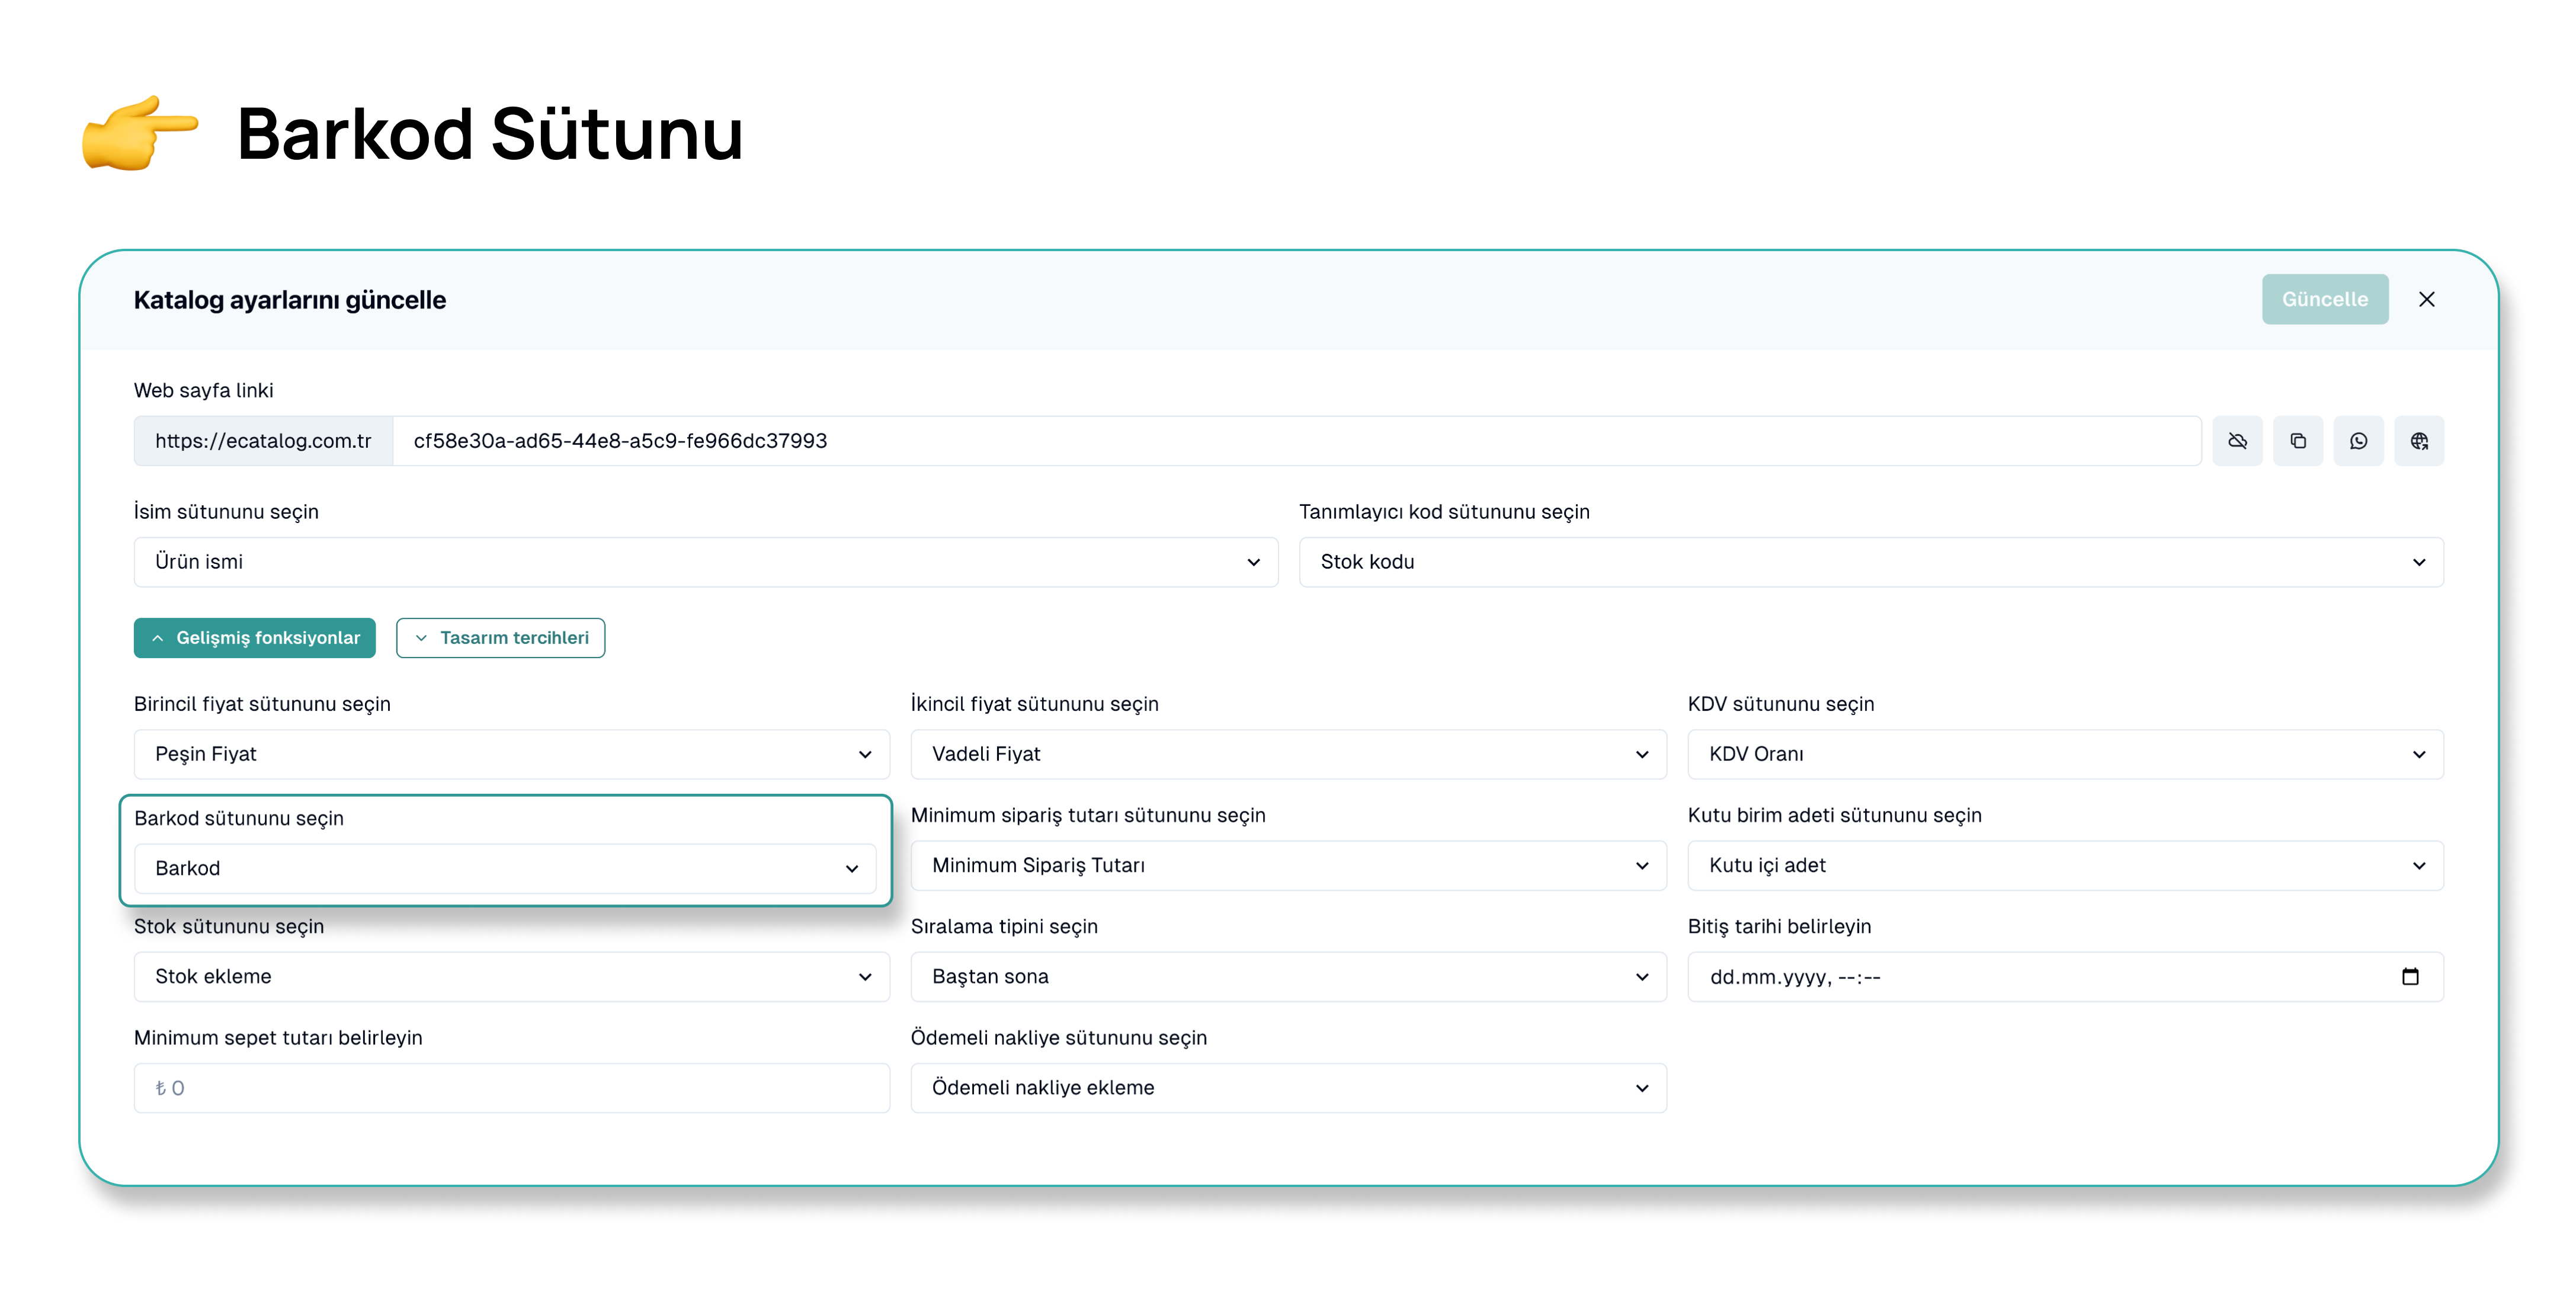 Barkod Sütunu
Katalog ayarlarını güncelle
Güncelle
Web sayfa linki
https://ecatalog.com.tr cf58e30a-ad65-44e8-a5c9-fe966dc37993
İsim sütununu seçin Tanımlayıcı kod sütununu seçin
Ürün ismi Stok kodu
Gelişmiş fonksiyonlar Tasarım tercihleri
Birincil fiyat sütununu seçin İkincil fiyat sütununu seçin KDV sütununu seçin
Peşin Fiyat Vadeli Fiyat KDV Oranı
Barkod sütununu seçin Minimum sipariş tutarı sütununu seçin Kutu birim adeti sütununu seçin
Barkod Minimum Sipariş Tutarı Kutu içi adet
Stok sütununu seçin Sıralama tipini seçin Bitiş tarihi belirleyin
Stok ekleme Baştan sona dd.mm.yyyy, --:--
Minimum sepet tutarı belirleyin Ödemeli nakliye sütununu seçin
₺ 0 Ödemeli nakliye ekleme